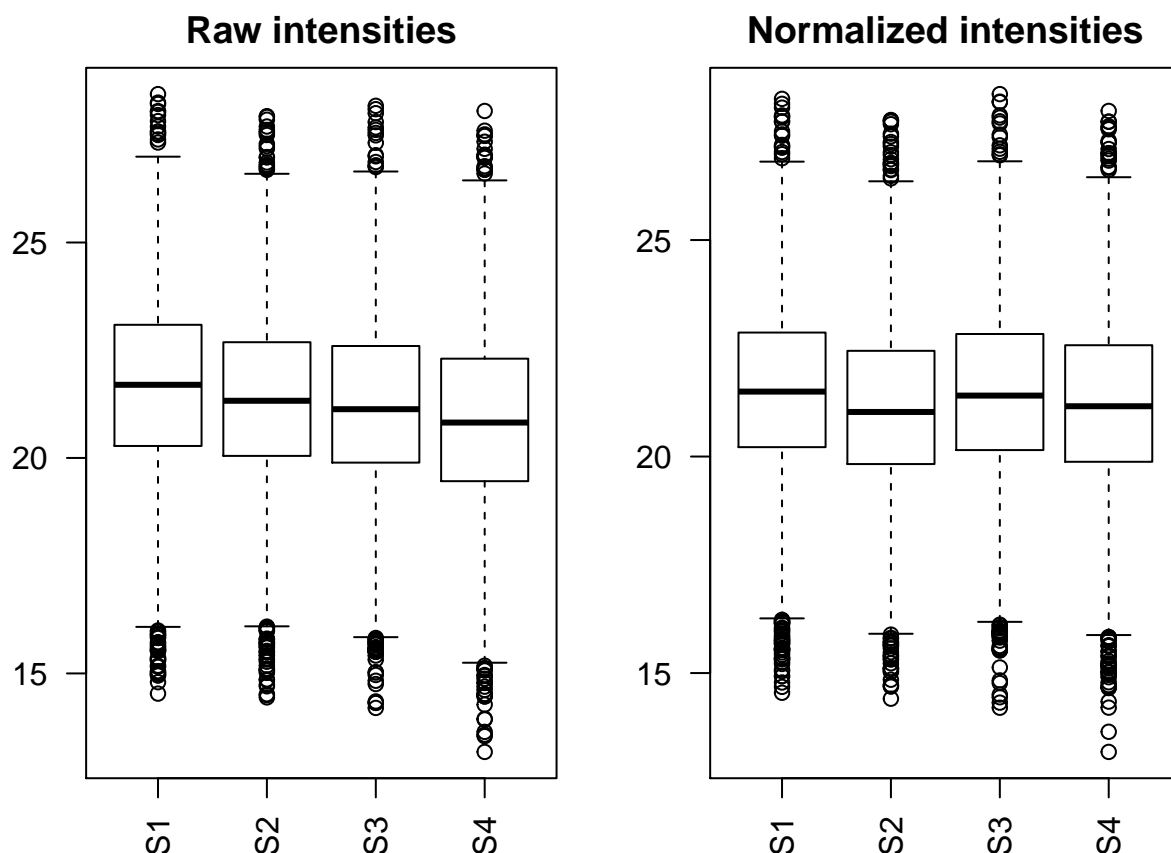 Raw intensities
25
20
15
S1
S2
S3
S4
Normalized intensities
25
20
15
S1
S2
S3
S4